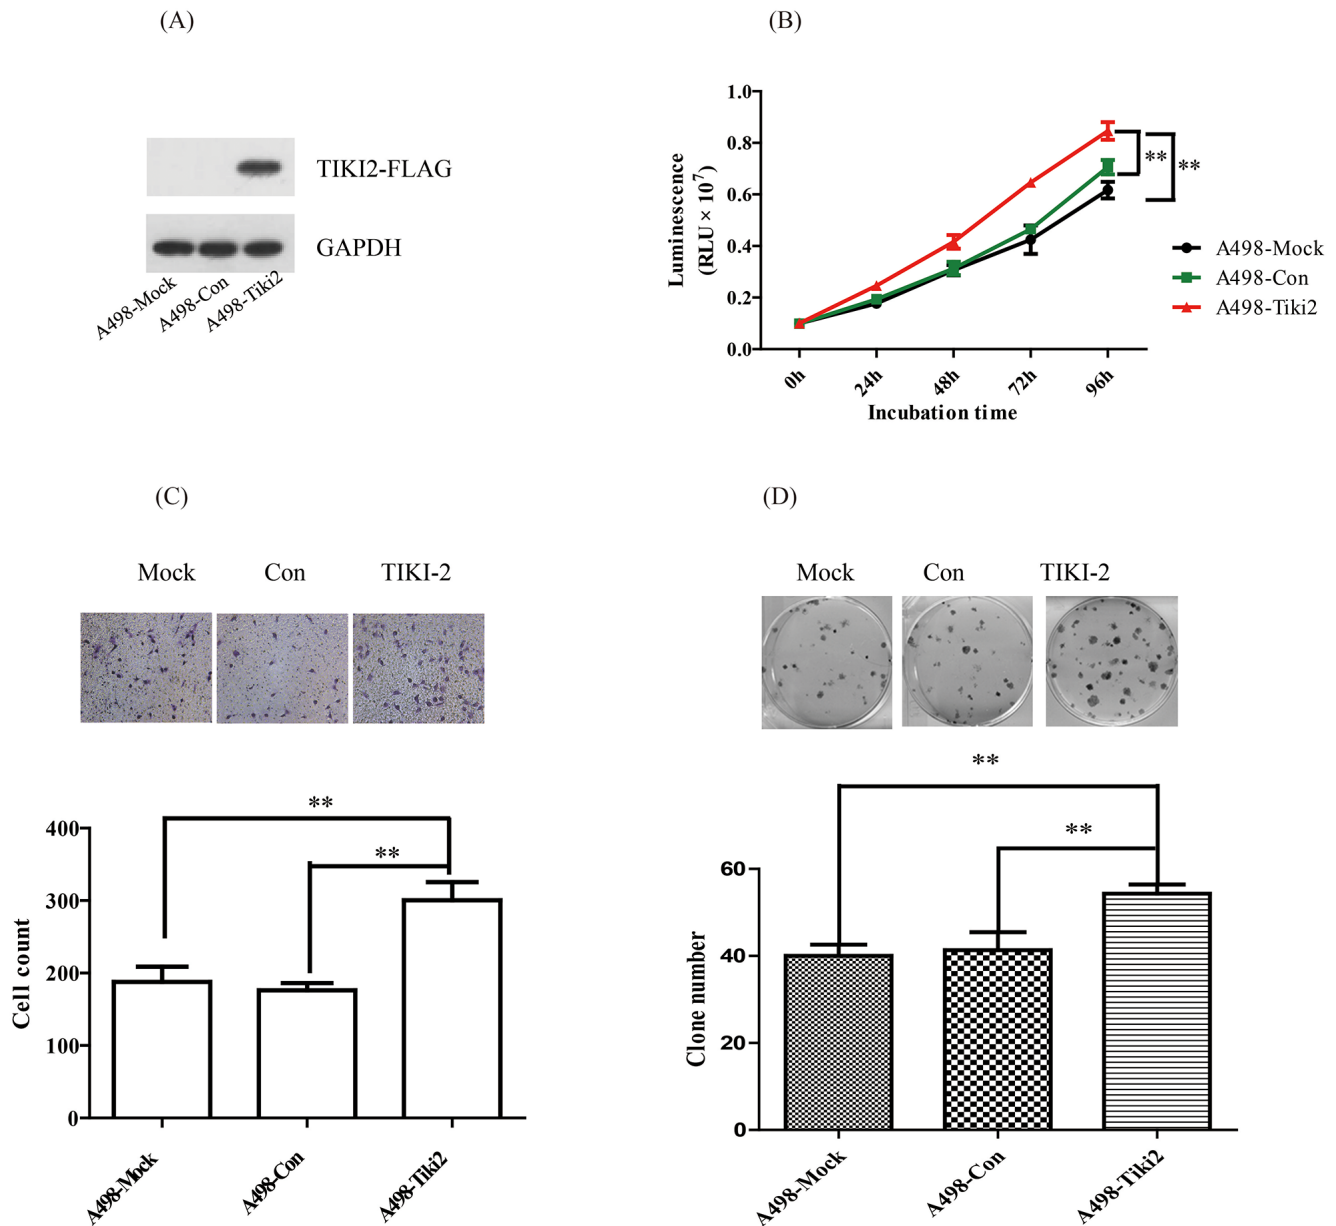 (A)
TIKI2-FLAG
GAPDH
A498-Mock
A498-Con
A498-Tiki2
(B)
1.0
0.8
0.6
0.4
0.2
0.0
Luminescence
(RLU × 10⁷)
**
**
0h
24h
48h
72h
96h
Incubation time
A498-Mock
A498-Con
A498-Tiki2
(C)
Mock
Con
TIKI-2
**
**
400
300
200
100
0
Cell count
A498-Mock
A498-Con
A498-Tiki2
(D)
Mock
Con
TIKI-2
**
**
60
40
20
0
Clone number
A498-Mock
A498-Con
A498-Tiki2